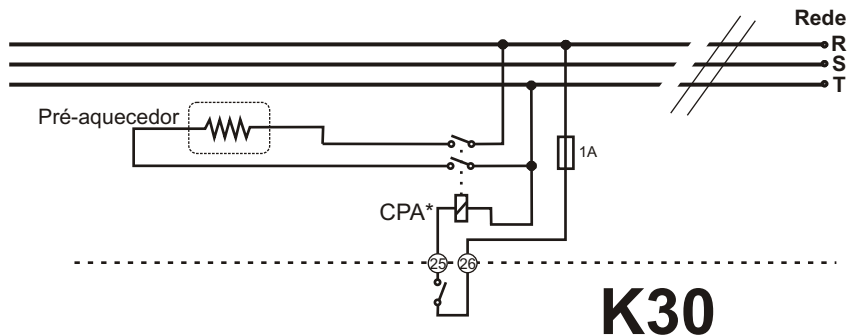 Rede
R
S
T
Pré-aquecedor
1A
CPA*
25 26
K30